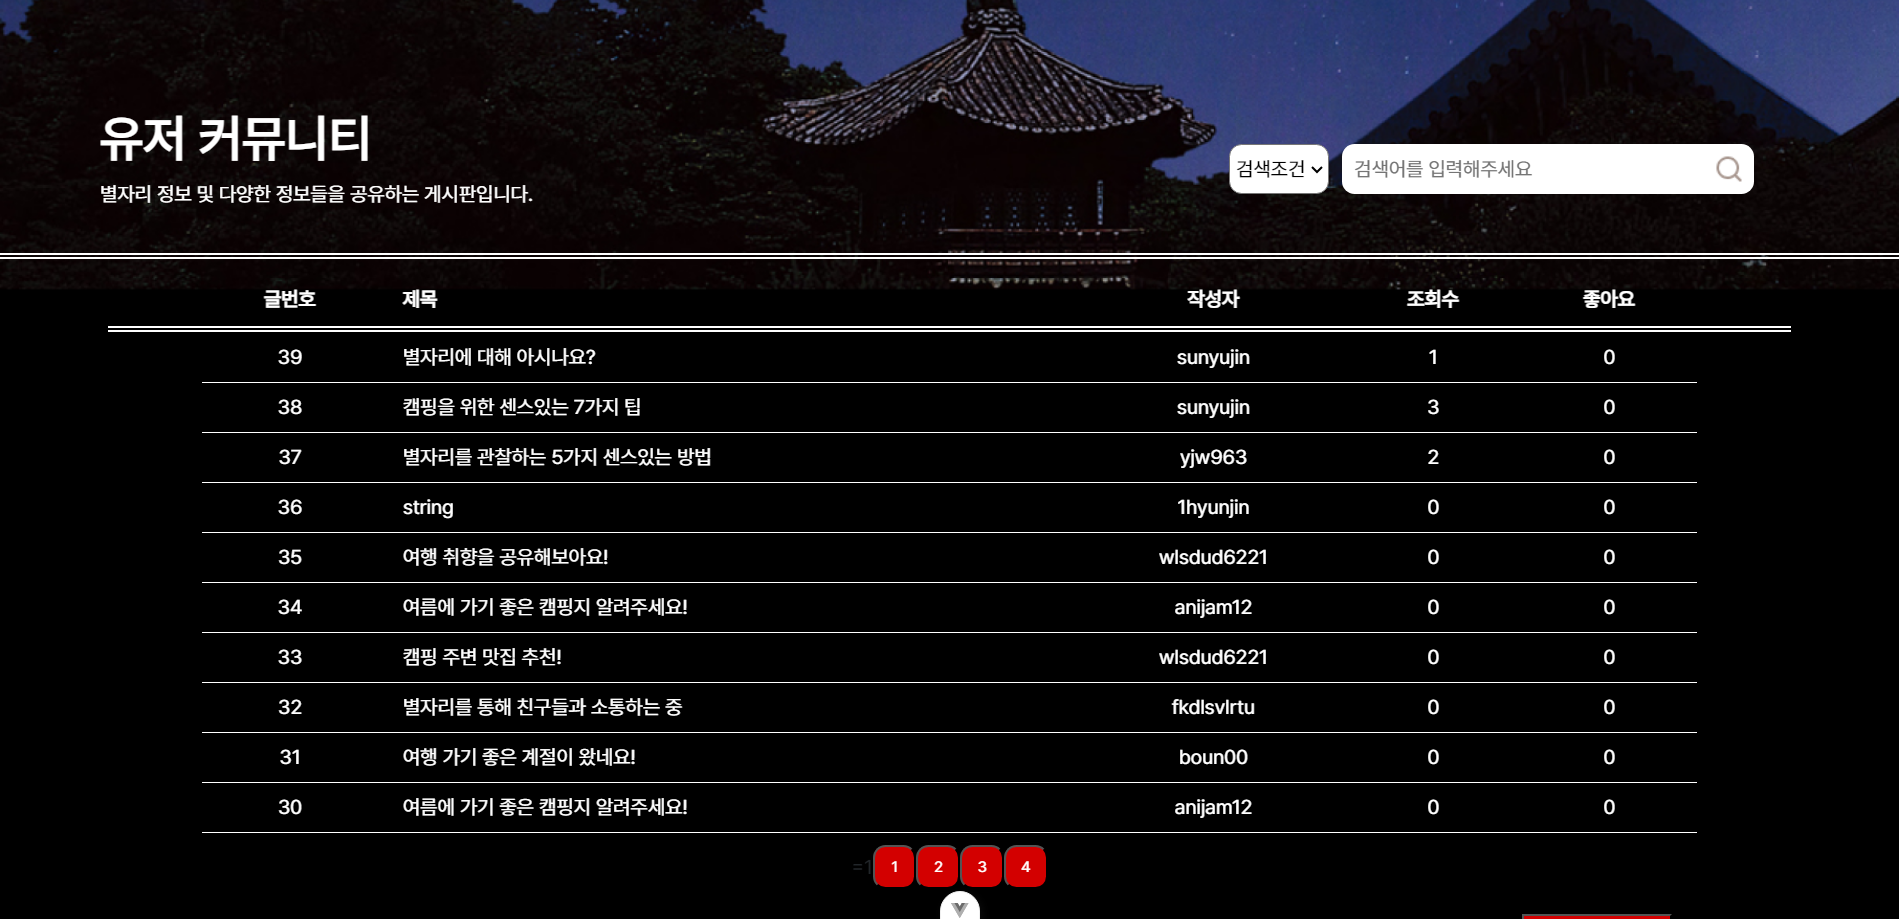 유저 커뮤니티
별자리 정보 및 다양한 정보들을 공유하는 게시판입니다.
검색조건 검색어를 입력해주세요
글번호 제목 작성자 조회수 좋아요
39 별자리에 대해 아시나요? sunyujin 1 0
38 캠핑을 위한 센스있는 7가지 팁 sunyujin 3 0
37 별자리를 관찰하는 5가지 센스있는 방법 yjw963 2 0
36 string 1hyunjin 0 0
35 여행 취향을 공유해보아요! wlsdud6221 0 0
34 여름에 가기 좋은 캠핑지 알려주세요! anijam12 0 0
33 캠핑 주변 맛집 추천! wlsdud6221 0 0
32 별자리를 통해 친구들과 소통하는 중 fkdlsvlrtu 0 0
31 여행 가기 좋은 계절이 왔네요! boun00 0 0
30 여름에 가기 좋은 캠핑지 알려주세요! anijam12 0 0
=1 1 2 3 4